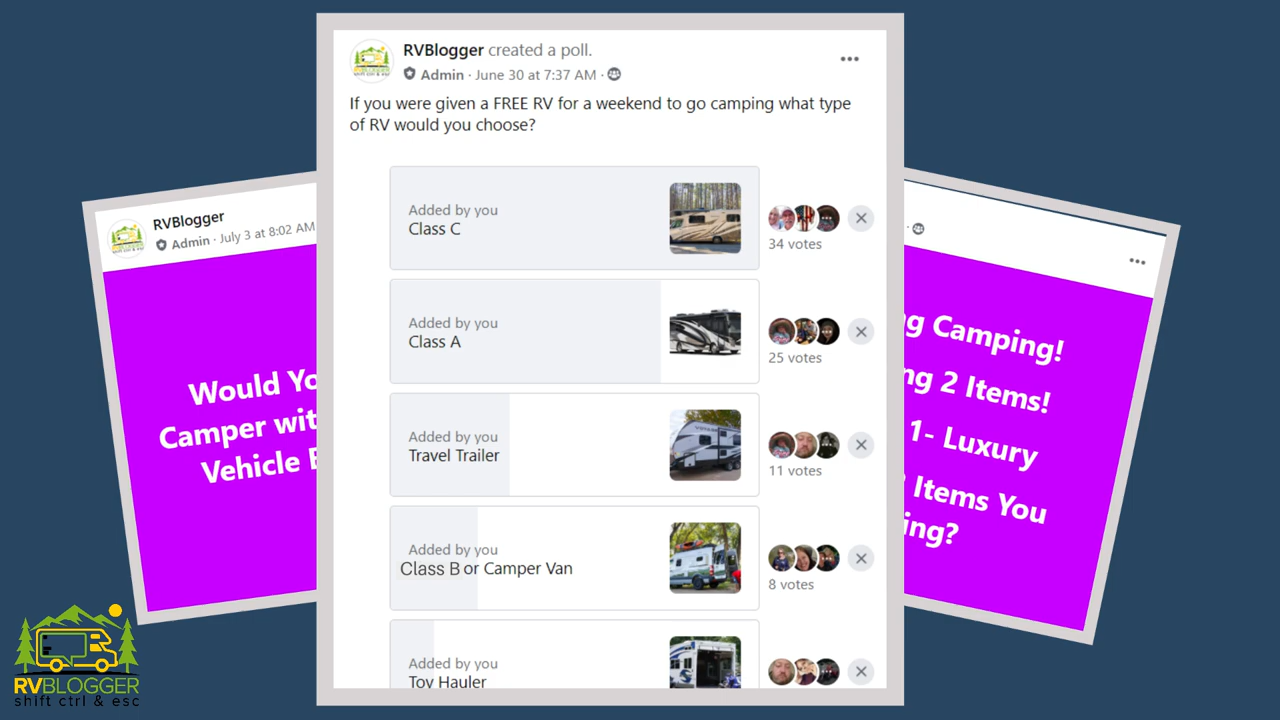 RVBlogger created a poll.
Admin · June 30 at 7:37 AM ·
If you were given a FREE RV for a weekend to go camping what type
of RV would you choose?
Added by you
Class C
34 votes
Added by you
Class A
25 votes
Added by you
Travel Trailer
11 votes
Added by you
Class B or Camper Van
8 votes
Added by you
Toy Hauler
RVBlogger
Admin · July 3 at 8:02 AM
Would Yo
Camper wit
Vehicle
ng Camping!
ng 2 Items!
1- Luxury
Items You
ing?
RVBLOGGER
shift ctrl & esc